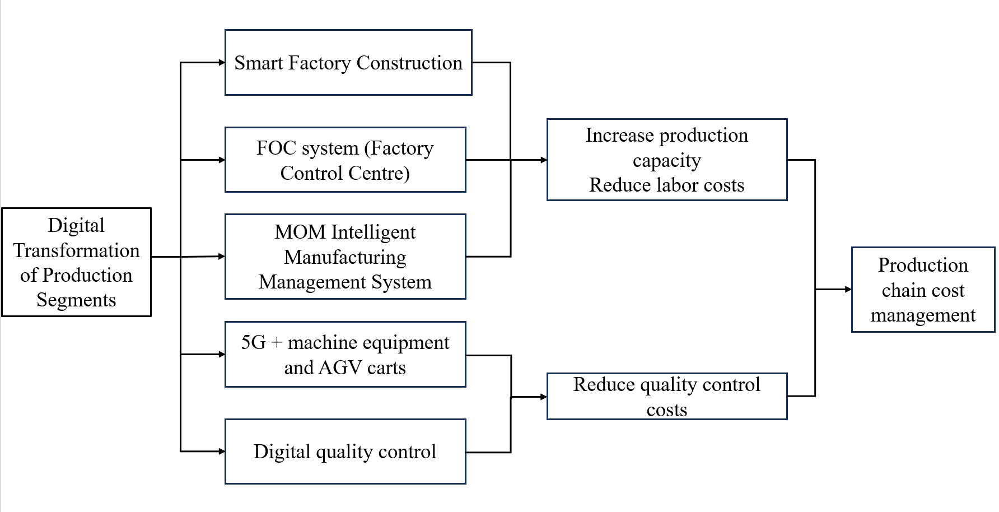 Smart Factory Construction
FOC system (Factory
Control Centre)
Increase production
capacity
Reduce labor costs
Digital
Transformation
of Production
Segments
MOM Intelligent
Manufacturing
Management System
Production
chain cost
management
5G + machine equipment
and AGV carts
Reduce quality control
costs
Digital quality control